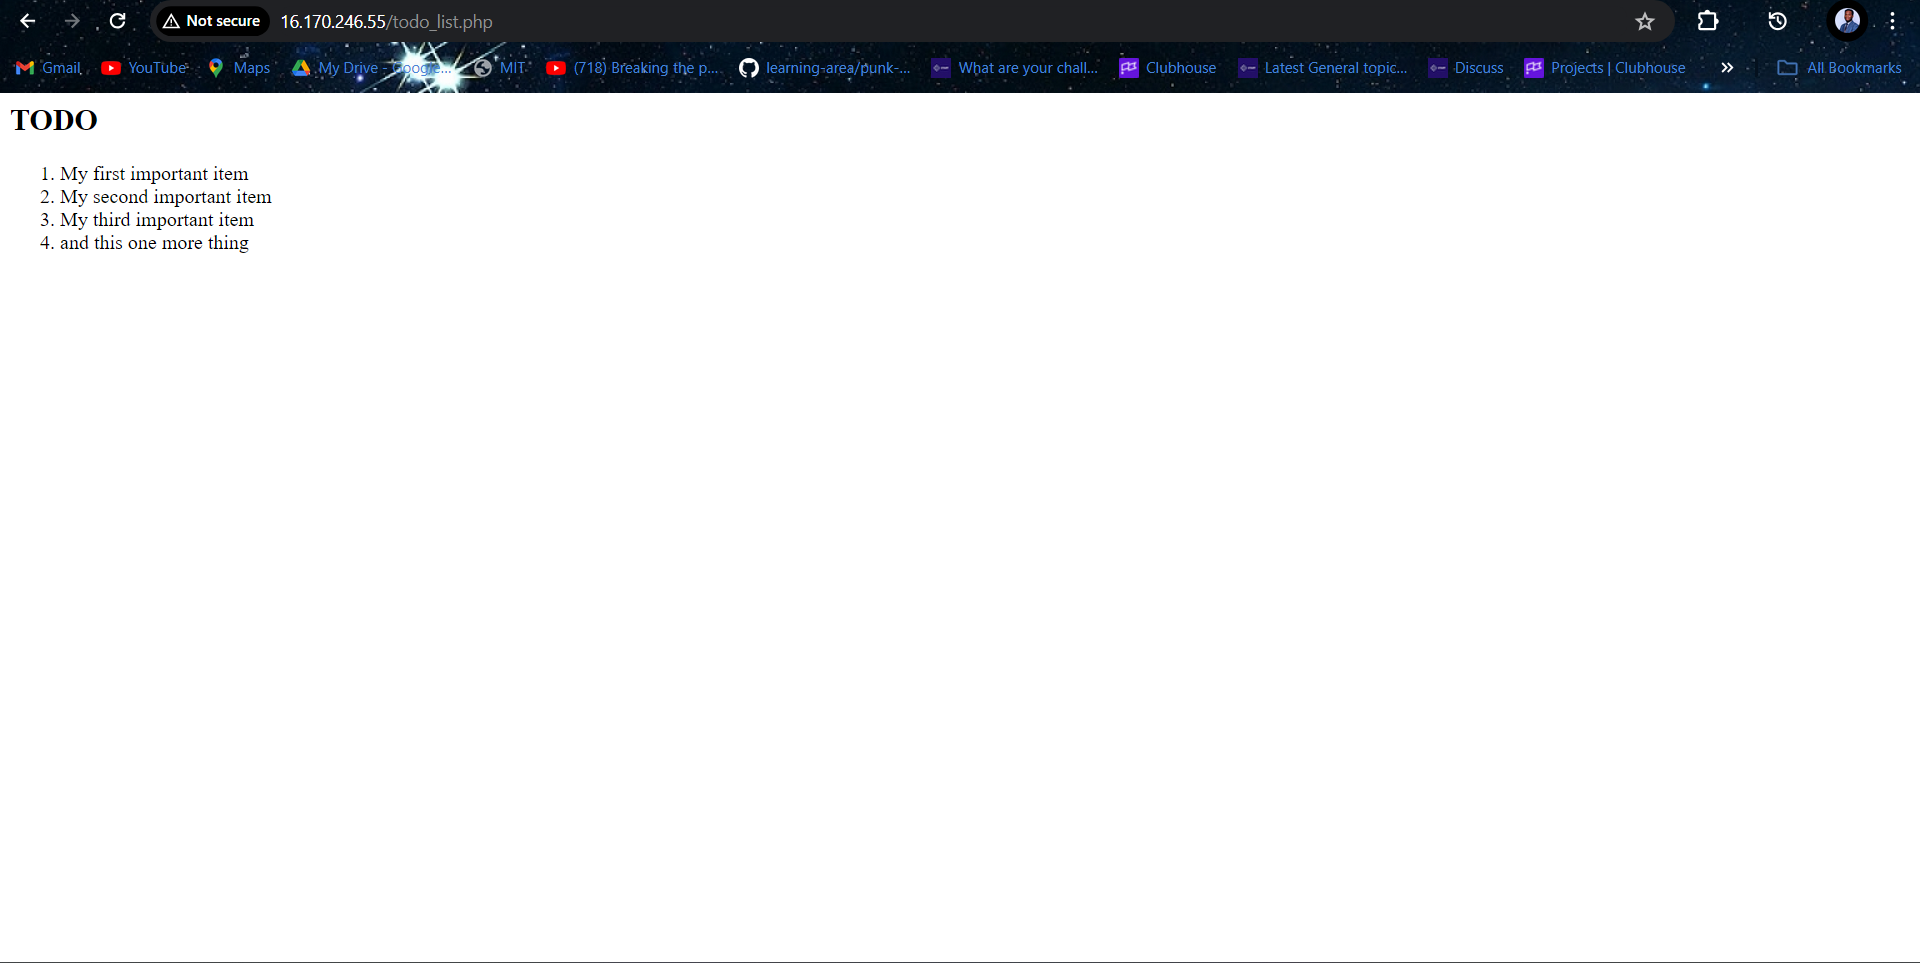 Not secure 16.170.246.55/todo_list.php
Gmail YouTube Maps My Drive - Google... MIT (718) Breaking the p... learning-area/punk-... What are your chall... Clubhouse Latest General topic... Discuss Projects | Clubhouse All Bookmarks
TODO
1. My first important item
2. My second important item
3. My third important item
4. and this one more thing